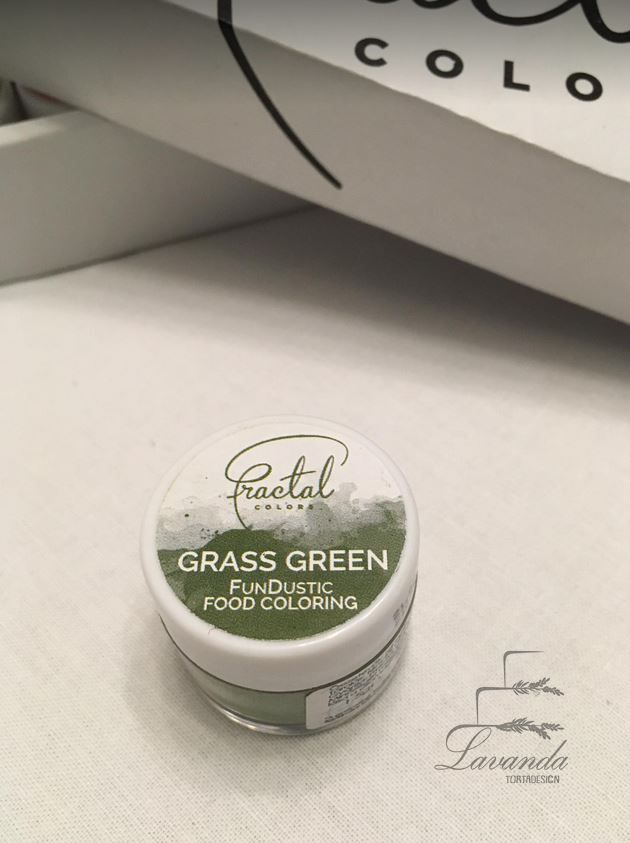 COLO
fractal
COLORS
GRASS GREEN
FUNDUSTIC
FOOD COLORING
Lavanda
TORTADESIGN